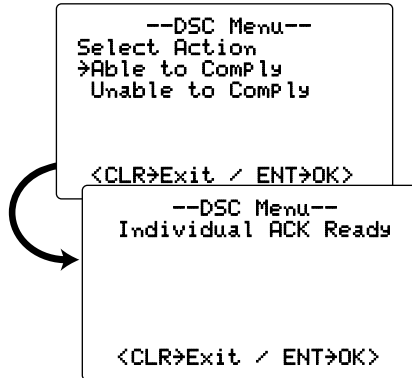 --DSC Menu--
Select Action
→Able to ComPly
Unable to ComPly
<CLR→Exit / ENT→OK>
--DSC Menu--
Individual ACK Ready
<CLR→Exit / ENT→OK>